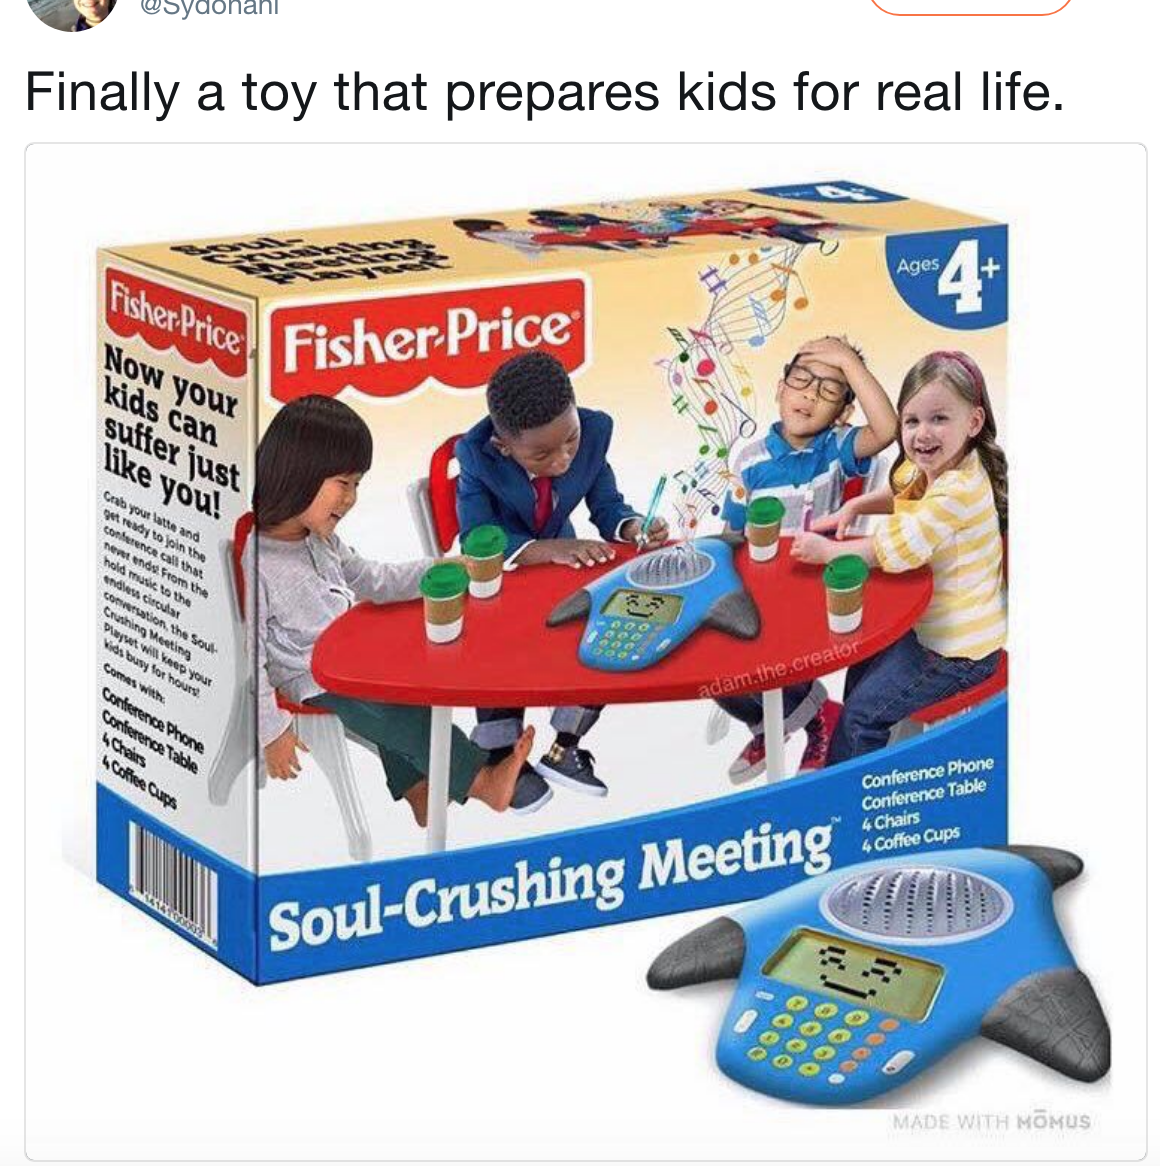 @Sydonahi
Finally a toy that prepares kids for real life.
Soul-
Crushing
Meeting
Playset
4+
Fisher-Price
Now your
kids can
suffer just
like you!
Grab your latte and
get ready to join the
conference call that
never ends! From the
hold music to the
endless circular
conversation, the Soul-
Crushing Meeting
Playset will keep your
kids busy for hours!
Comes with:
Conference Phone
Conference Table
4 Chairs
4 Coffee Cups
Fisher-Price®
Ages 4+
adam.the.creator
Conference Phone
Conference Table
4 Chairs
4 Coffee Cups
Soul-Crushing Meeting™
MADE WITH MŌMUS